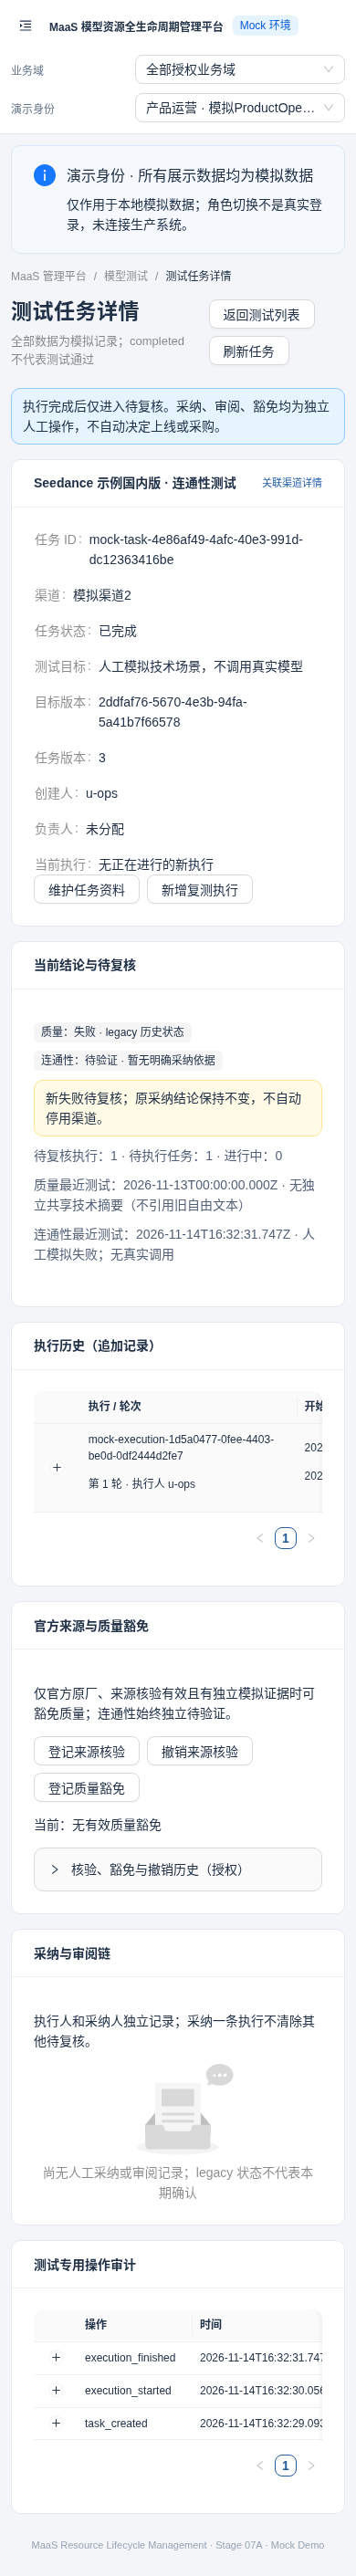 MaaS 模型资源全生命周期管理平台 Mock 环境
业务域 全部授权业务域
演示身份 产品运营 · 模拟ProductOpe…
演示身份 · 所有展示数据均为模拟数据
仅作用于本地模拟数据；角色切换不是真实登
录，未连接生产系统。
MaaS 管理平台 / 模型测试 / 测试任务详情
测试任务详情
全部数据为模拟记录；completed
不代表测试通过
返回测试列表
刷新任务
执行完成后仅进入待复核。采纳、审阅、豁免均为独立
人工操作，不自动决定上线或采购。
Seedance 示例国内版 · 连通性测试 关联渠道详情
任务 ID： mock-task-4e86af49-4afc-40e3-991d-
dc12363416be
渠道： 模拟渠道2
任务状态： 已完成
测试目标： 人工模拟技术场景，不调用真实模型
目标版本： 2ddfaf76-5670-4e3b-94fa-
5a41b7f66578
任务版本： 3
创建人： u-ops
负责人： 未分配
当前执行： 无正在进行的新执行
维护任务资料 新增复测执行
当前结论与待复核
质量：失败 · legacy 历史状态
连通性：待验证 · 暂无明确采纳依据
新失败待复核；原采纳结论保持不变，不自动
停用渠道。
待复核执行：1 · 待执行任务：1 · 进行中：0
质量最近测试：2026-11-13T00:00:00.000Z · 无独
立共享技术摘要（不引用旧自由文本）
连通性最近测试：2026-11-14T16:32:31.747Z · 人
工模拟失败；无真实调用
执行历史（追加记录）
执行 / 轮次 开始
mock-execution-1d5a0477-0fee-4403-
be0d-0df2444d2fe7
第 1 轮 · 执行人 u-ops
202
202
1
官方来源与质量豁免
仅官方原厂、来源核验有效且有独立模拟证据时可
豁免质量；连通性始终独立待验证。
登记来源核验 撤销来源核验
登记质量豁免
当前：无有效质量豁免
核验、豁免与撤销历史（授权）
采纳与审阅链
执行人和采纳人独立记录；采纳一条执行不清除其
他待复核。
尚无人工采纳或审阅记录；legacy 状态不代表本
期确认
测试专用操作审计
操作 时间
execution_finished 2026-11-14T16:32:31.747
execution_started 2026-11-14T16:32:30.056
task_created 2026-11-14T16:32:29.093
1
MaaS Resource Lifecycle Management · Stage 07A · Mock Demo